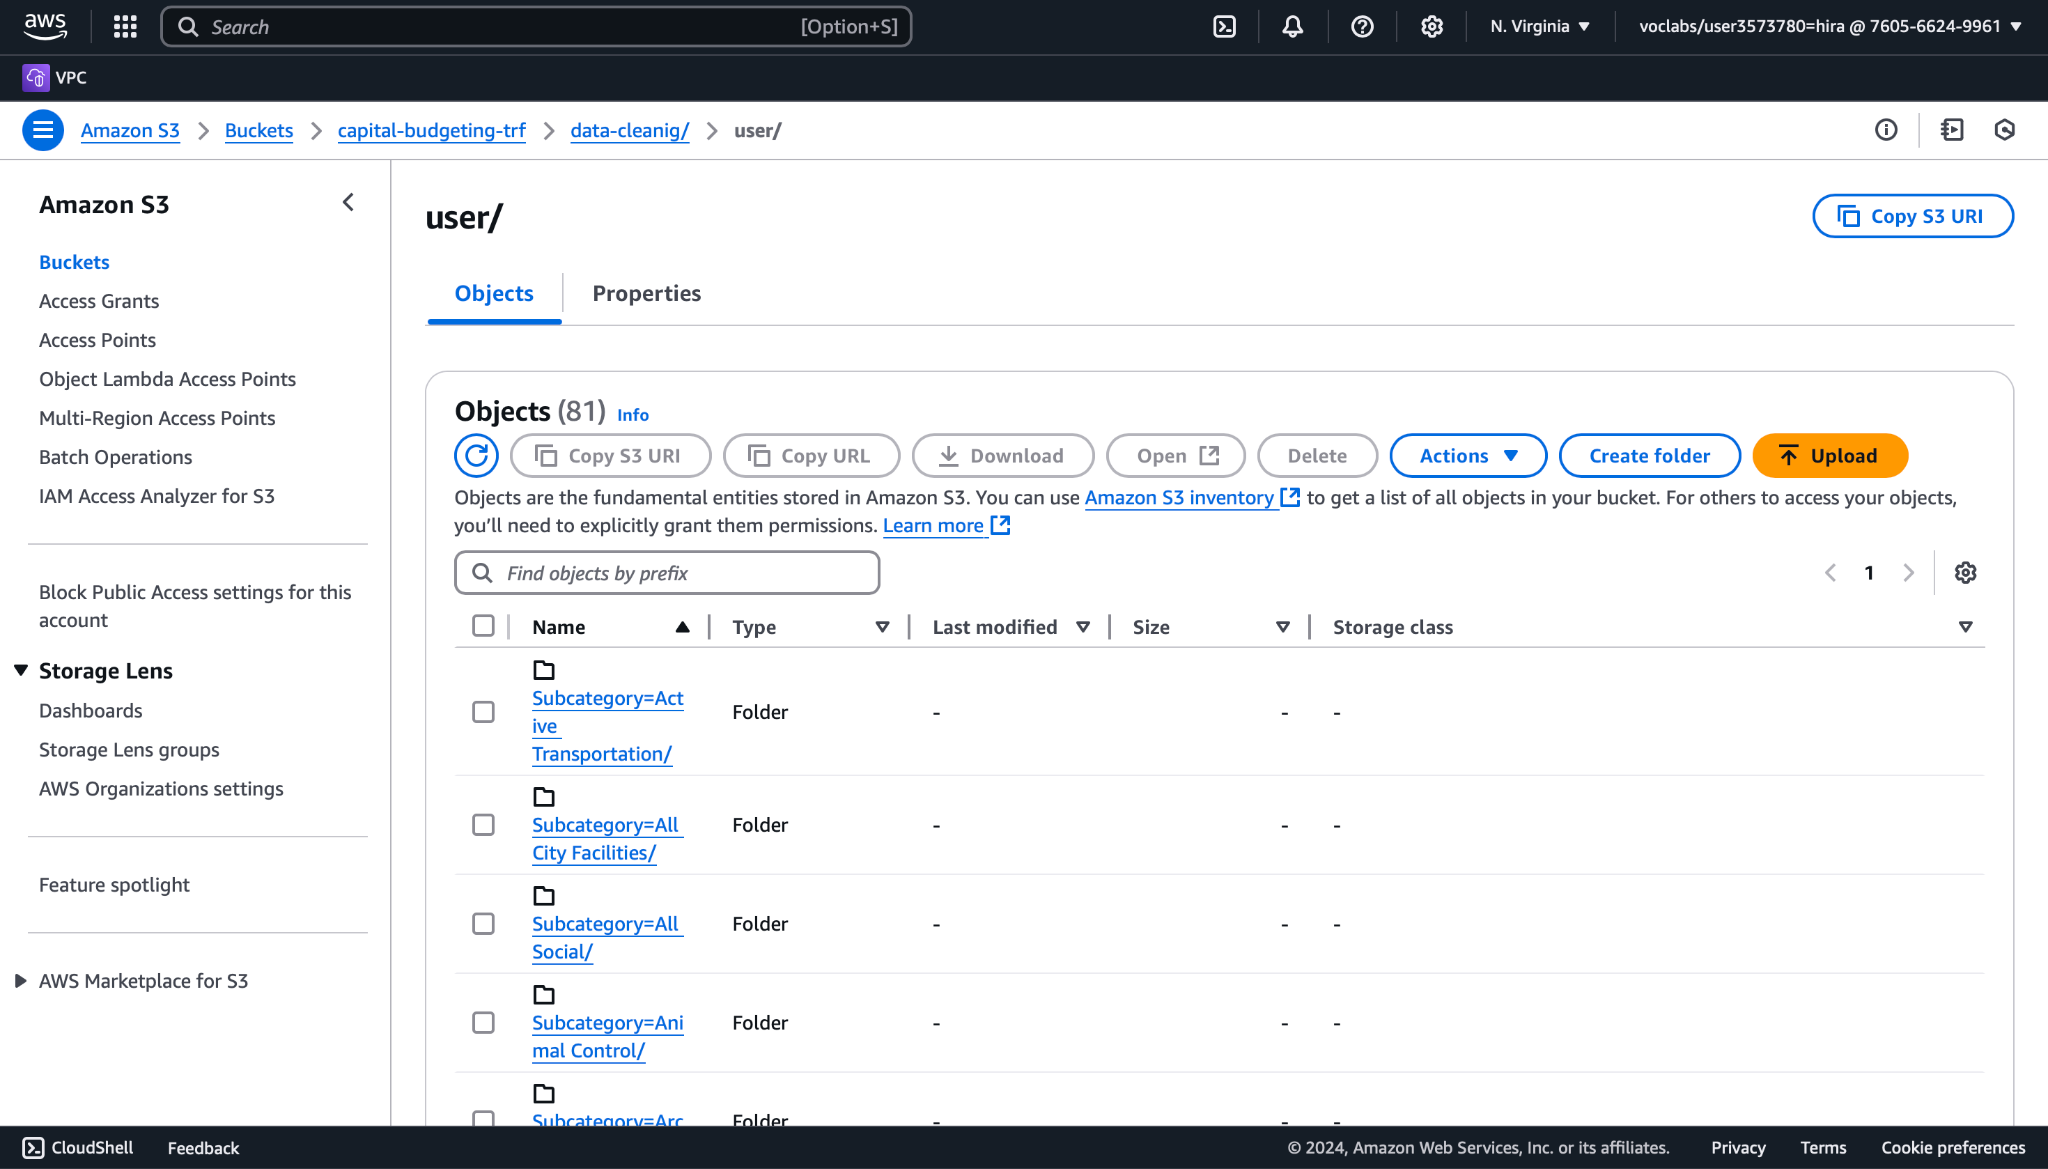 aws
Search
[Option+S]
N. Virginia
voclabs/user3573780=hira @ 7605-6624-9961
VPC
Amazon S3
Buckets
capital-budgeting-trf
data-cleanig/
user/
Amazon S3
Buckets
Access Grants
Access Points
Object Lambda Access Points
Multi-Region Access Points
Batch Operations
IAM Access Analyzer for S3
Block Public Access settings for this
account
Storage Lens
Dashboards
Storage Lens groups
AWS Organizations settings
Feature spotlight
AWS Marketplace for S3
user/
Copy S3 URI
Objects
Properties
Objects (81) Info
Copy S3 URI
Copy URL
Download
Open
Delete
Actions
Create folder
Upload
Objects are the fundamental entities stored in Amazon S3. You can use Amazon S3 inventory to get a list of all objects in your bucket. For others to access your objects,
you'll need to explicitly grant them permissions. Learn more
Find objects by prefix
1
Name
Type
Last modified
Size
Storage class
Subcategory=Act
ive
Transportation/
Folder
-
-
-
Subcategory=All
City Facilities/
Folder
-
-
-
Subcategory=All
Social/
Folder
-
-
-
Subcategory=Ani
mal Control/
Folder
-
-
-
Subcategory=Arc
Folder
-
-
-
CloudShell
Feedback
© 2024, Amazon Web Services, Inc. or its affiliates.
Privacy
Terms
Cookie preferences